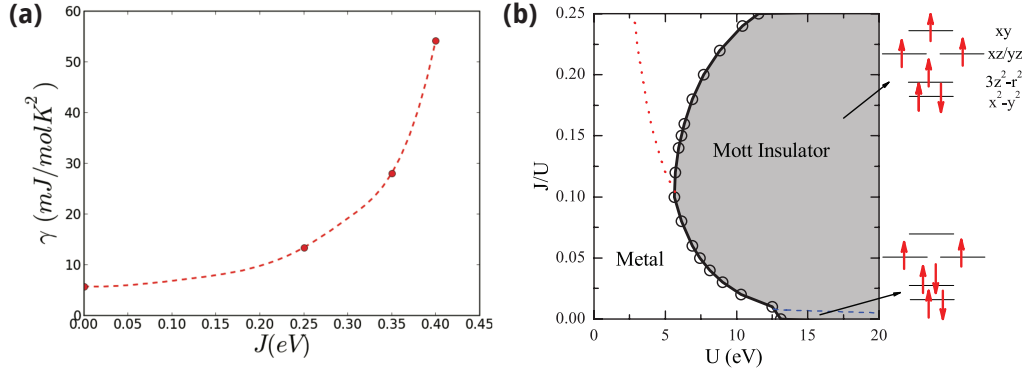 (a)
60
50
40
30
20
10
0
0.00 0.05 0.10 0.15 0.20 0.25 0.30 0.35 0.40 0.45
γ (mJ/molK²)
J(eV)
(b)
0.25
0.20
0.15
0.10
0.05
0.00
0 5 10 15 20
J/U
U (eV)
Metal
Mott Insulator
xy
xz/yz
3z²-r²
x²-y²